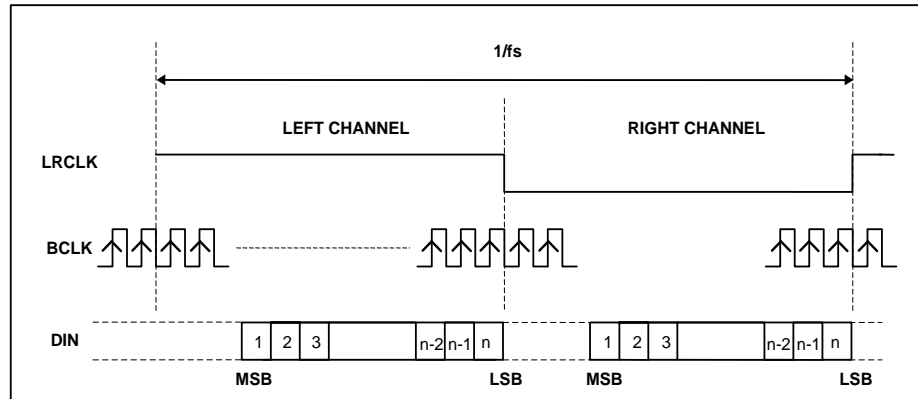 1/fs
LEFT CHANNEL RIGHT CHANNEL
LRCLK
BCLK
DIN 1 2 3 n-2 n-1 n 1 2 3 n-2 n-1 n
MSB LSB MSB LSB